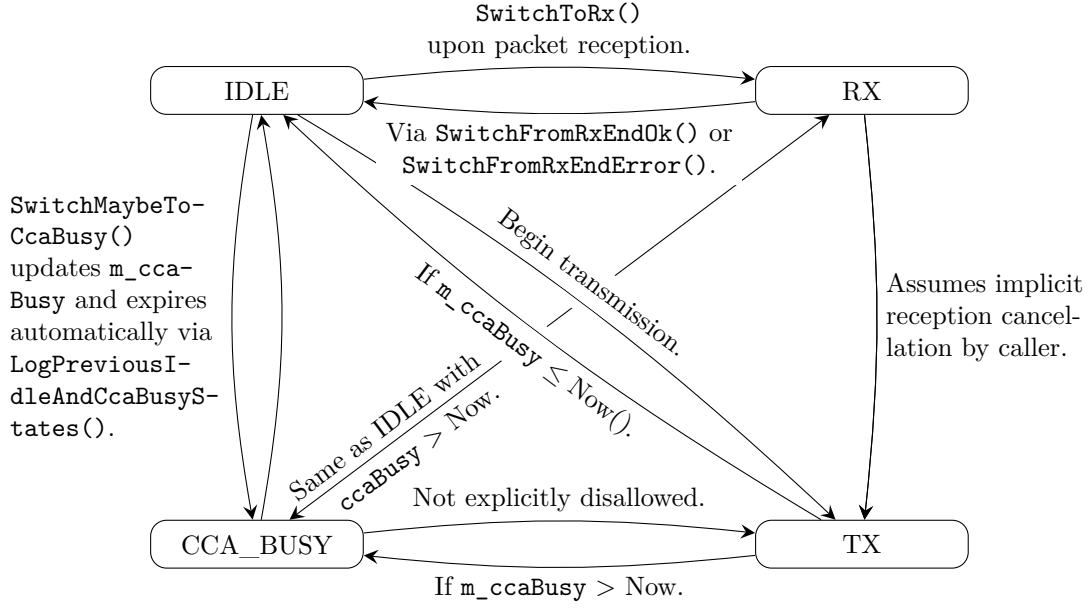 SwitchToRx()
upon packet reception.
IDLE
RX
Via SwitchFromRxEndOk() or
SwitchFromRxEndError().
SwitchMaybeTo-
CcaBusy()
updates m_cca-
Busy and expires
automatically via
LogPreviousI-
dleAndCcaBusyS-
tates().
Begin transmission.
If m_ccaBusy ≤ Now().
Assumes implicit
reception cancel-
lation by caller.
Same as IDLE with
ccaBusy > Now.
Not explicitly disallowed.
CCA_BUSY
TX
If m_ccaBusy > Now.